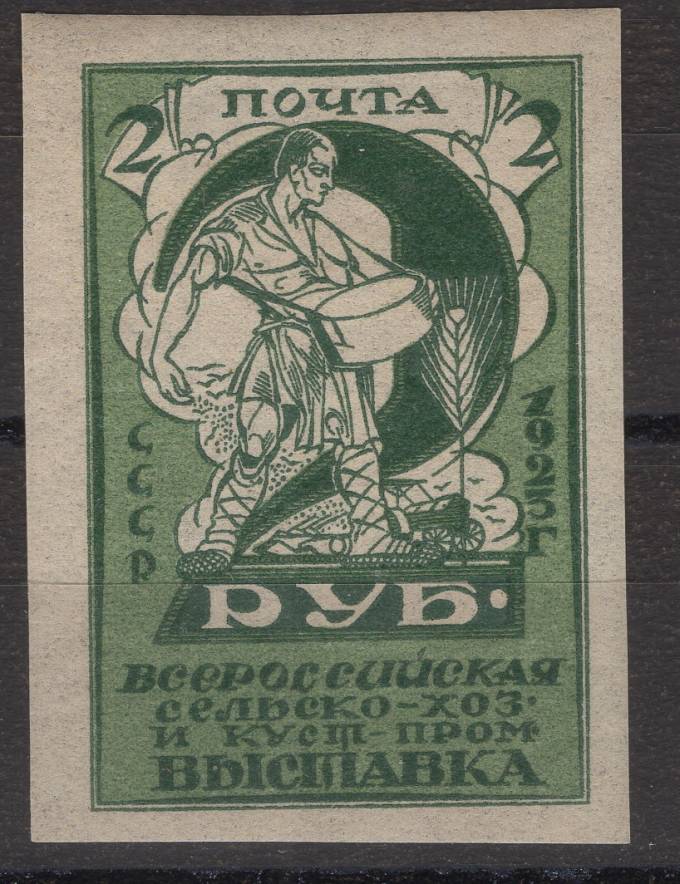 2 ПОЧТА 2
СССР
1923Г
РУБ.
ВСЕРОССИЙСКАЯ
СЕЛЬСКО-ХОЗ.
И КУСТ-ПРОМ.
ВЫСТАВКА